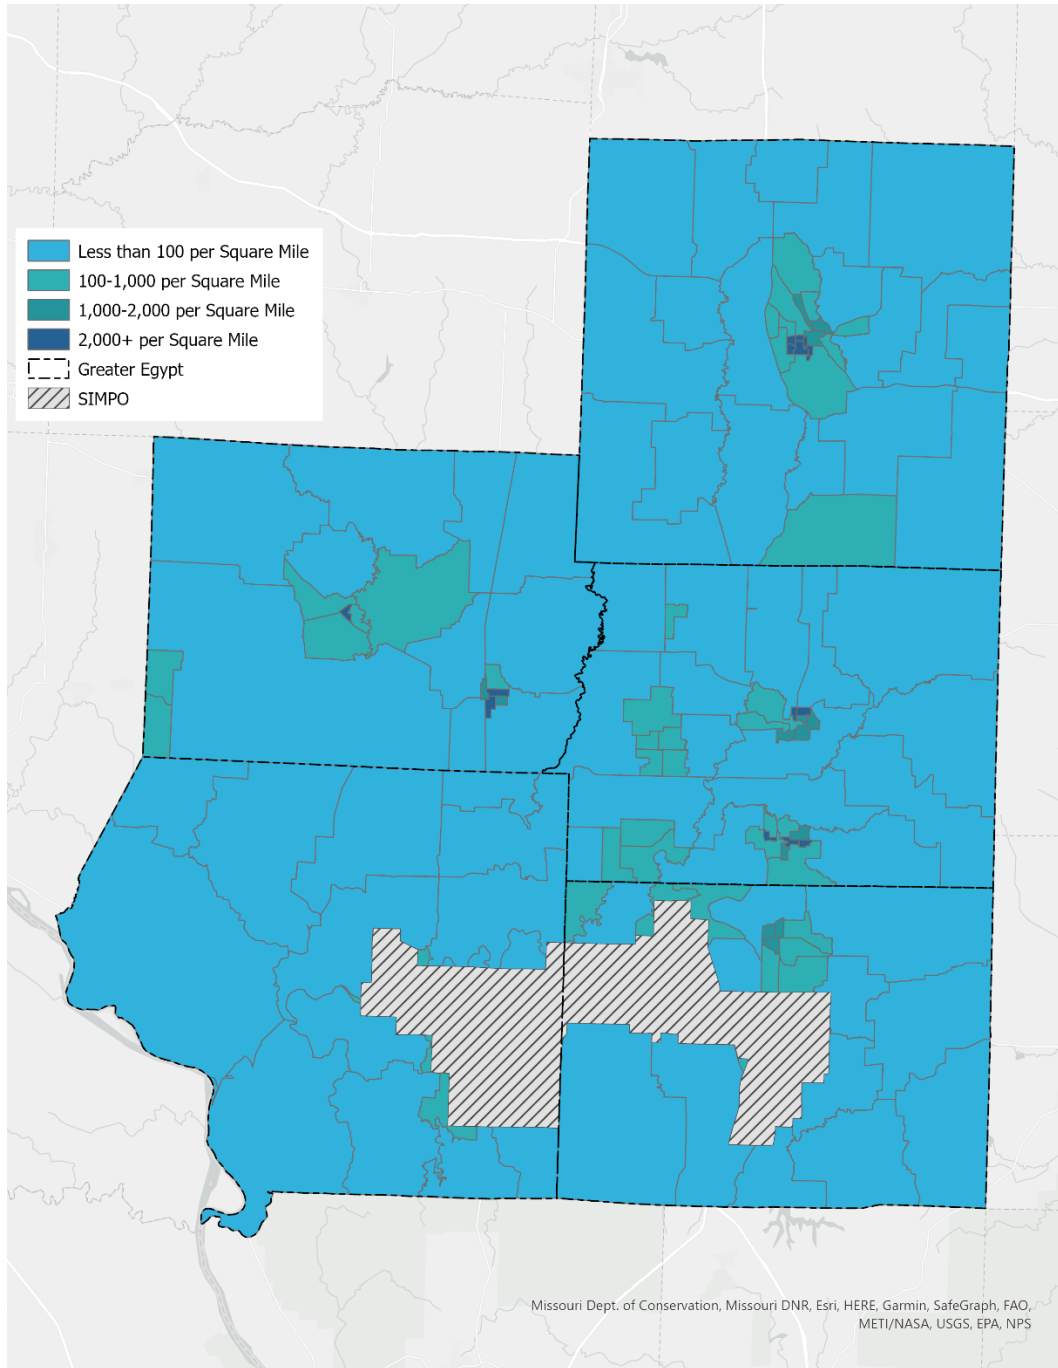 Less than 100 per Square Mile
100-1,000 per Square Mile
1,000-2,000 per Square Mile
2,000+ per Square Mile
Greater Egypt
SIMPO
Missouri Dept. of Conservation, Missouri DNR, Esri, HERE, Garmin, SafeGraph, FAO,
METI/NASA, USGS, EPA, NPS